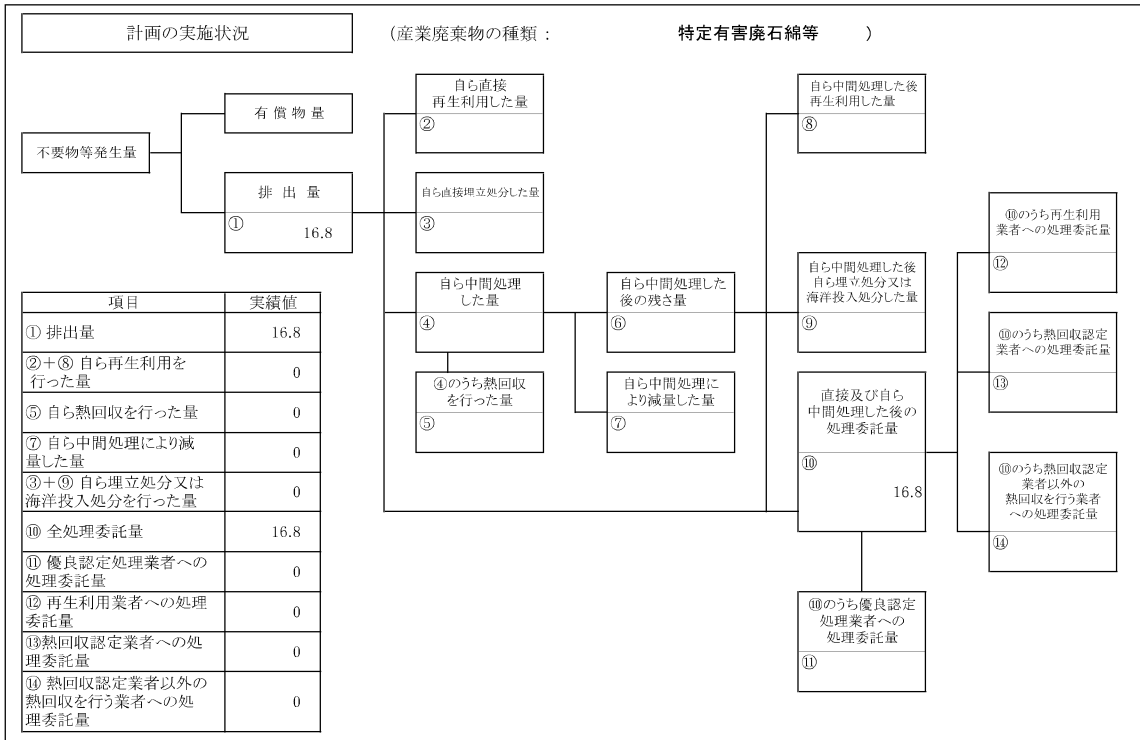 計画の実施状況
(産業廃棄物の種類： 特定有害廃石綿等 )
不要物等発生量
有償物量
排出量
① 16.8
自ら直接
再生利用した量
②
自ら直接埋立処分した量
③
自ら中間処理
した量
④
④のうち熱回収
を行った量
⑤
自ら中間処理した
後の残さ量
⑥
自ら中間処理に
より減量した量
⑦
自ら中間処理した後
再生利用した量
⑧
自ら中間処理した後
自ら埋立処分又は
海洋投入処分した量
⑨
直接及び自ら
中間処理した後の
処理委託量
⑩
16.8
⑩のうち優良認定
処理業者への
処理委託量
⑪
⑩のうち再生利用
業者への処理委託量
⑫
⑩のうち熱回収認定
業者への処理委託量
⑬
⑩のうち熱回収認定
業者以外の
熱回収を行う業者
への処理委託量
⑭
項目 実績値
① 排出量 16.8
②＋⑧ 自ら再生利用を
行った量 0
⑤ 自ら熱回収を行った量 0
⑦ 自ら中間処理により減
量した量 0
③＋⑨ 自ら埋立処分又は
海洋投入処分を行った量 0
⑩ 全処理委託量 16.8
⑪ 優良認定処理業者への
処理委託量 0
⑫ 再生利用業者への処理
委託量 0
⑬熱回収認定業者への処
理委託量 0
⑭ 熱回収認定業者以外の
熱回収を行う業者への処
理委託量 0